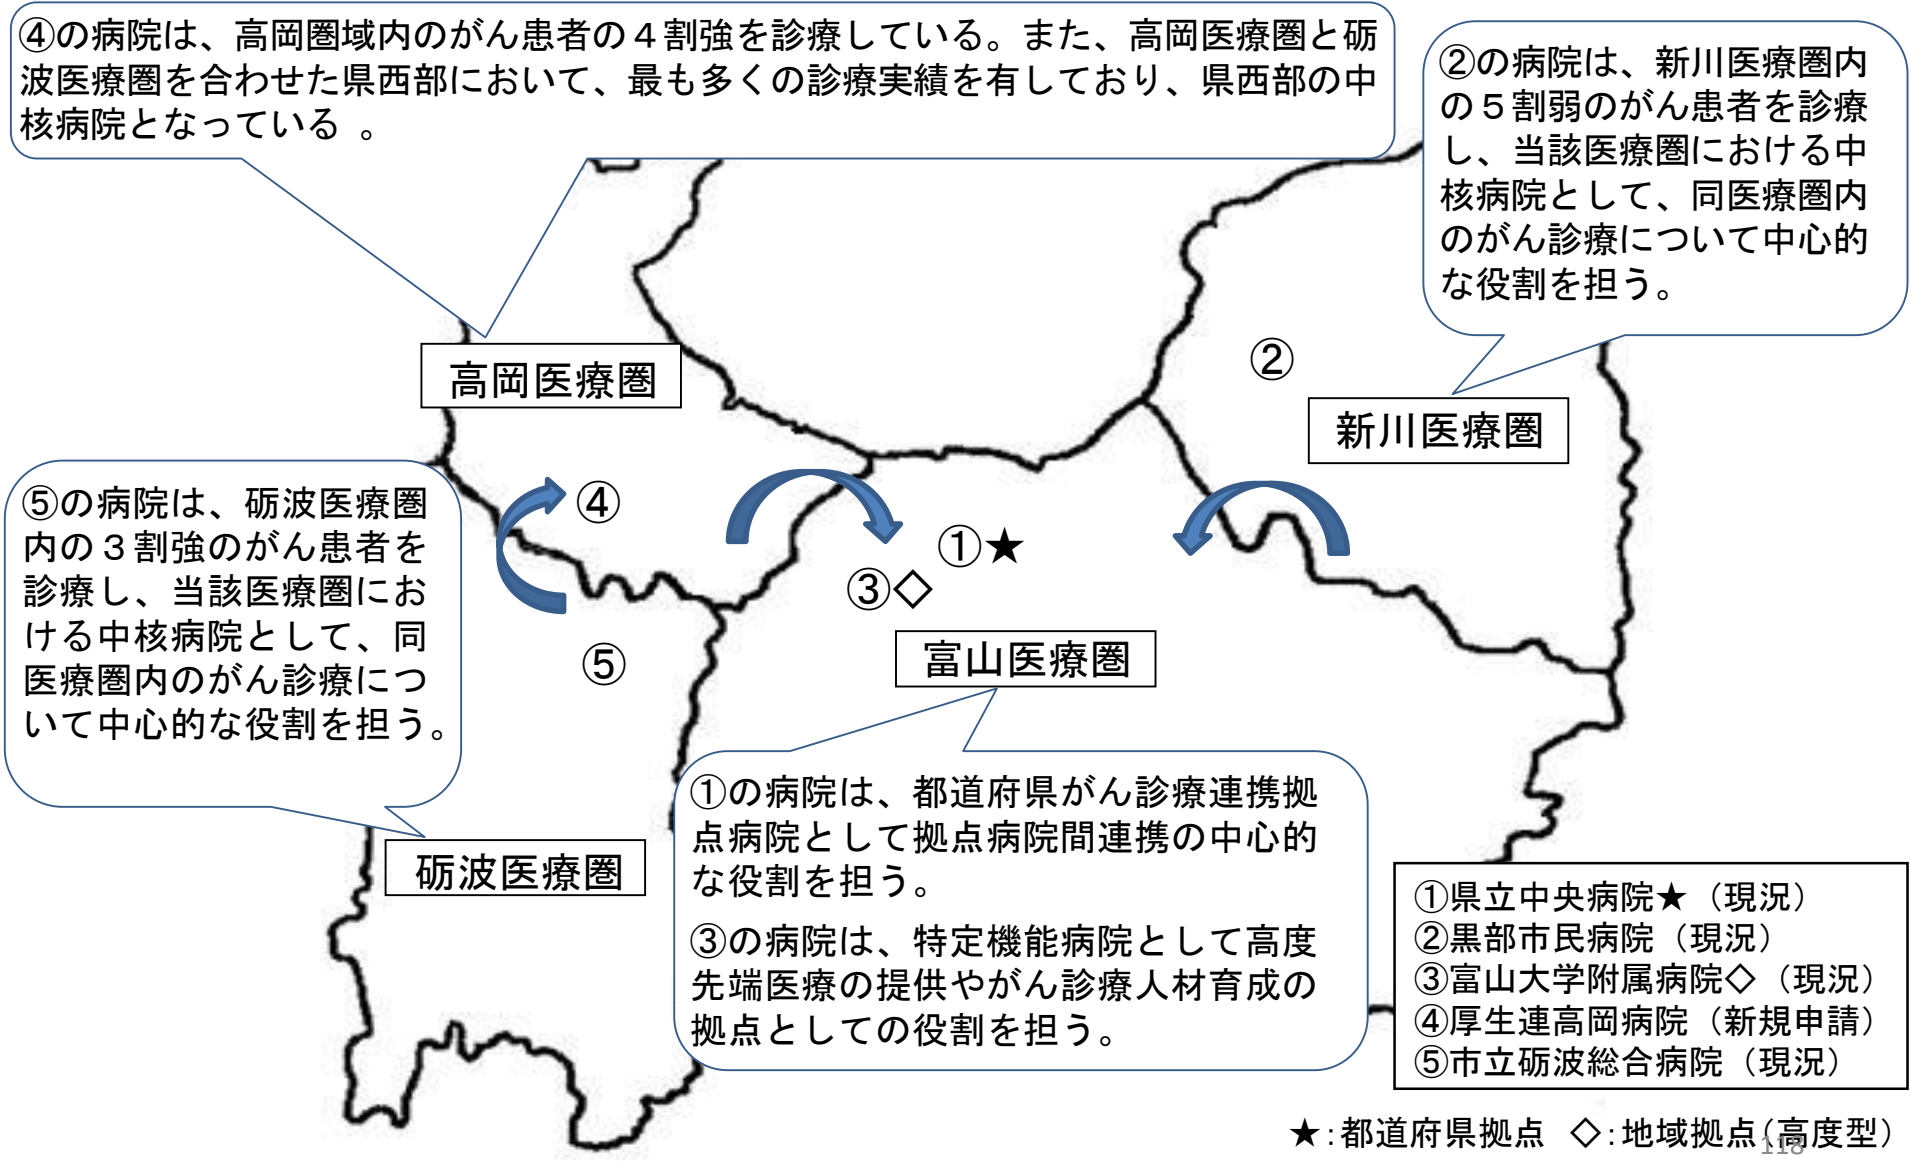 ④の病院は、高岡圏域内のがん患者の４割強を診療している。また、高岡医療圏と砺
波医療圏を合わせた県西部において、最も多くの診療実績を有しており、県西部の中
核病院となっている 。
②の病院は、新川医療圏内
の５割弱のがん患者を診療
し、当該医療圏における中
核病院として、同医療圏内
のがん診療について中心的
な役割を担う。
高岡医療圏
②
新川医療圏
⑤の病院は、砺波医療圏
内の３割強のがん患者を
診療し、当該医療圏にお
ける中核病院として、同
医療圏内のがん診療につ
いて中心的な役割を担う。
④
①★
③◇
⑤
富山医療圏
①の病院は、都道府県がん診療連携拠
点病院として拠点病院間連携の中心的
な役割を担う。
③の病院は、特定機能病院として高度
先端医療の提供やがん診療人材育成の
拠点としての役割を担う。
砺波医療圏
①県立中央病院★（現況）
②黒部市民病院（現況）
③富山大学附属病院◇（現況）
④厚生連高岡病院（新規申請）
⑤市立砺波総合病院（現況）
★：都道府県拠点 ◇：地域拠点（高度型）
118